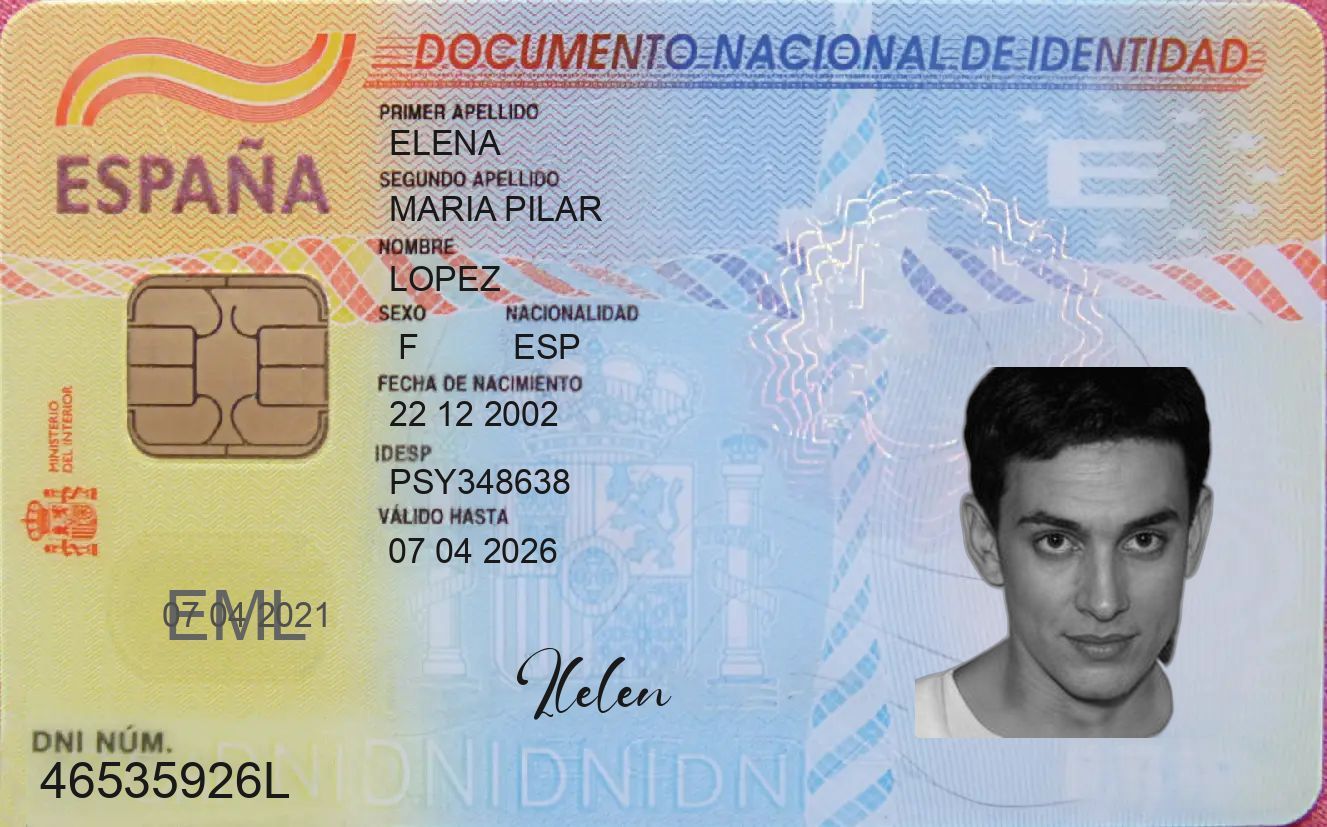 DOCUMENTO NACIONAL DE IDENTIDAD
ESPAÑA
PRIMER APELLIDO
ELENA
SEGUNDO APELLIDO
MARIA PILAR
NOMBRE
LOPEZ
SEXO NACIONALIDAD
F ESP
FECHA DE NACIMIENTO
22 12 2002
IDESP
PSY348638
VÁLIDO HASTA
07 04 2026
MINISTERIO
DEL INTERIOR
E
07 04 2021
EML
Helen
DNI NÚM.
46535926L
DNIDNIDNIDNIDN